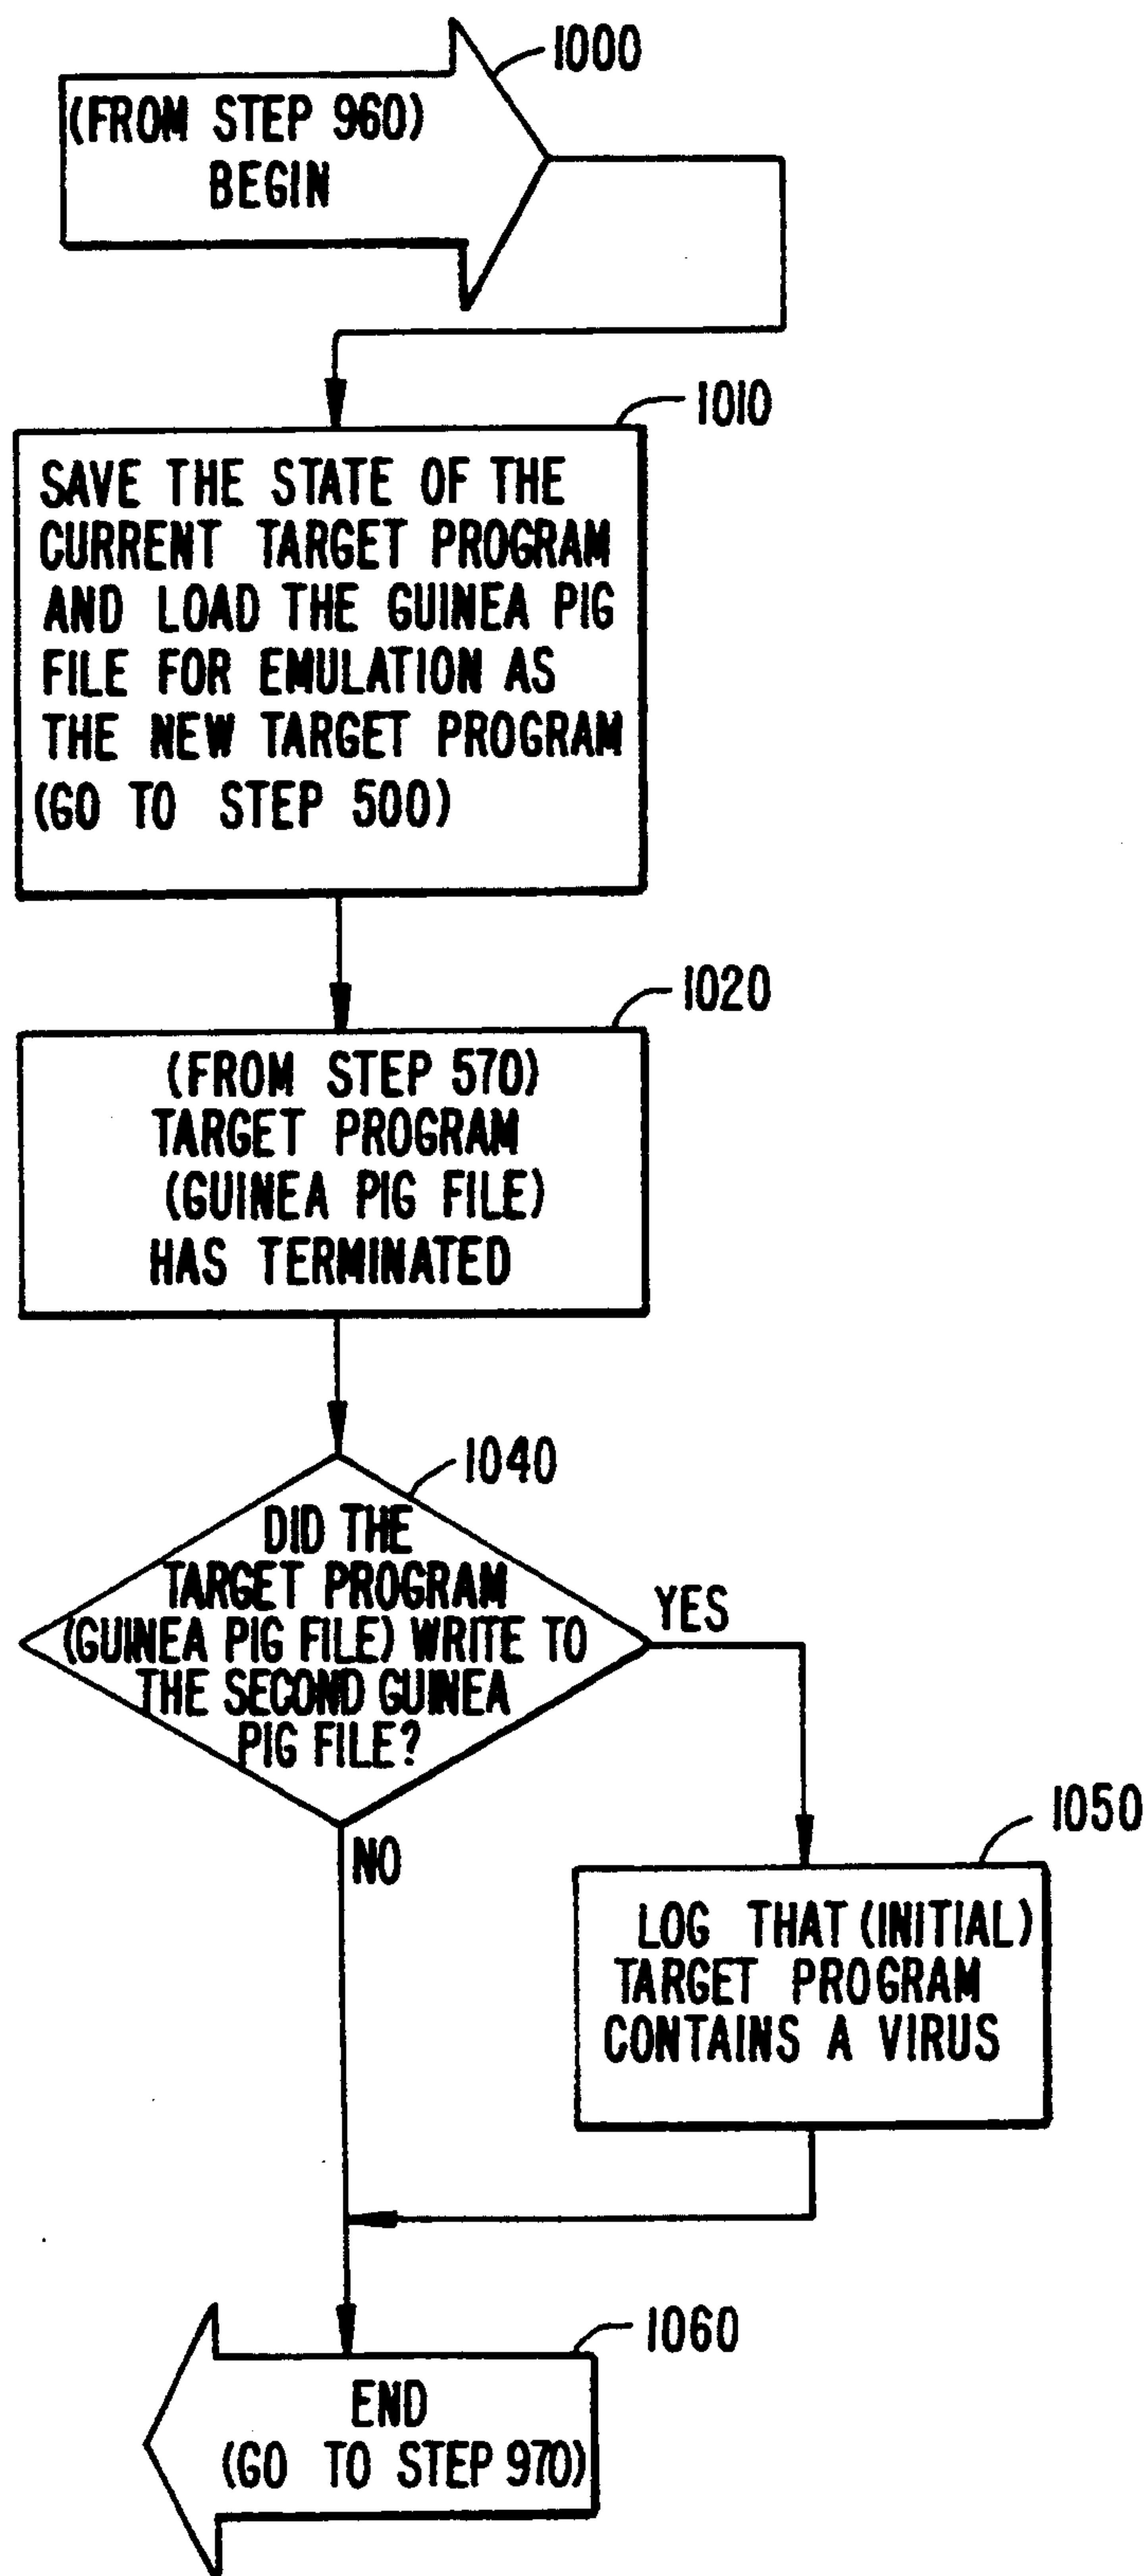 1000
(FROM STEP 960)
BEGIN
1010
SAVE THE STATE OF THE
CURRENT TARGET PROGRAM
AND LOAD THE GUINEA PIG
FILE FOR EMULATION AS
THE NEW TARGET PROGRAM
(GO TO STEP 500)
1020
(FROM STEP 570)
TARGET PROGRAM
(GUINEA PIG FILE)
HAS TERMINATED
1040
DID THE
TARGET PROGRAM
(GUINEA PIG FILE) WRITE TO
THE SECOND GUINEA
PIG FILE?
YES
NO
1050
LOG THAT (INITIAL)
TARGET PROGRAM
CONTAINS A VIRUS
1060
END
(GO TO STEP 970)